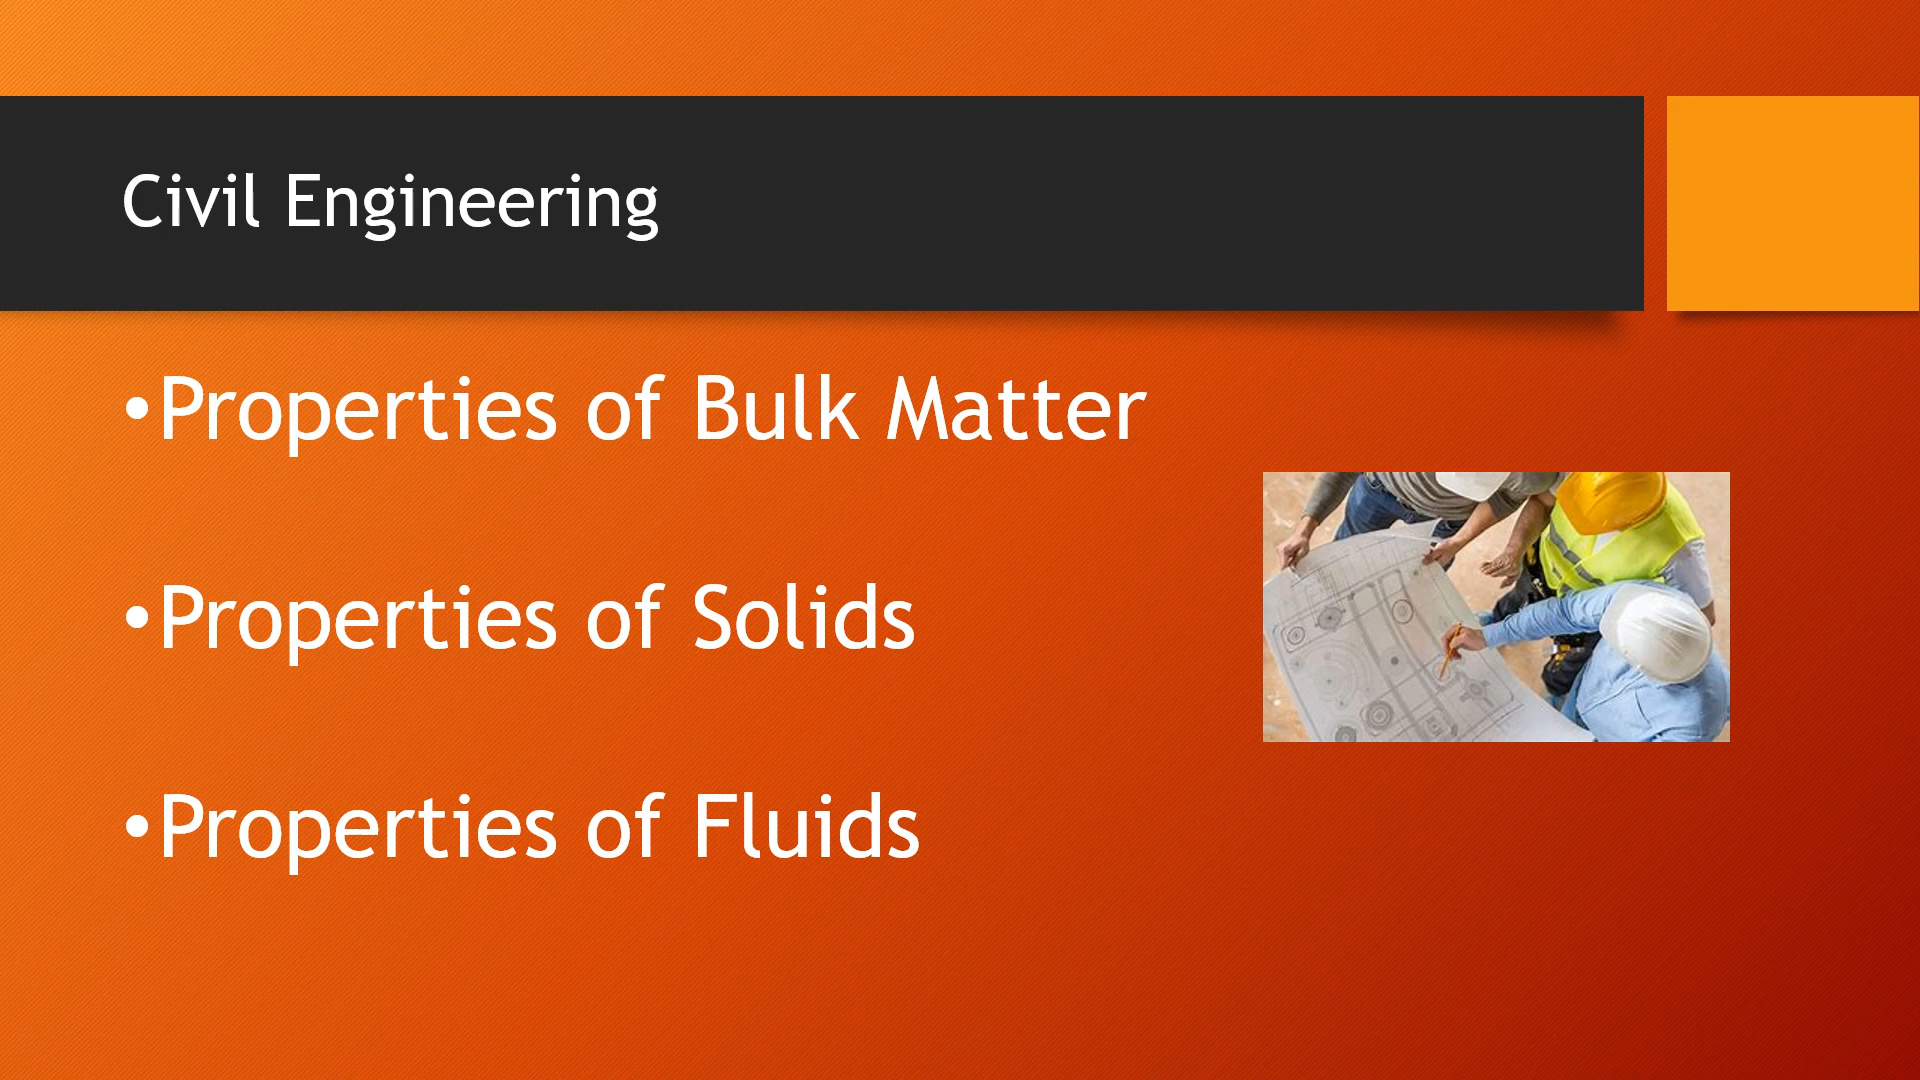 Civil Engineering
•Properties of Bulk Matter
•Properties of Solids
•Properties of Fluids